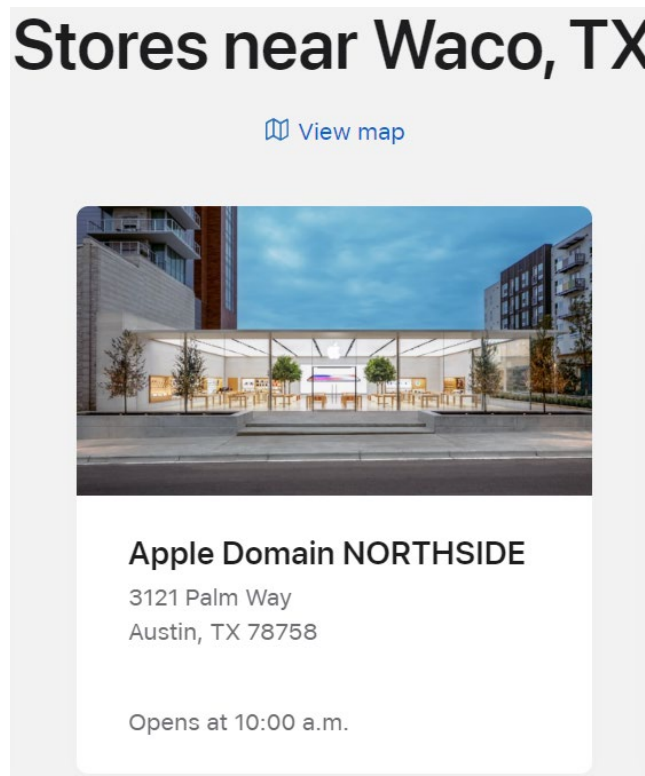 Stores near Waco, TX
View map
Apple Domain NORTHSIDE
3121 Palm Way
Austin, TX 78758
Opens at 10:00 a.m.